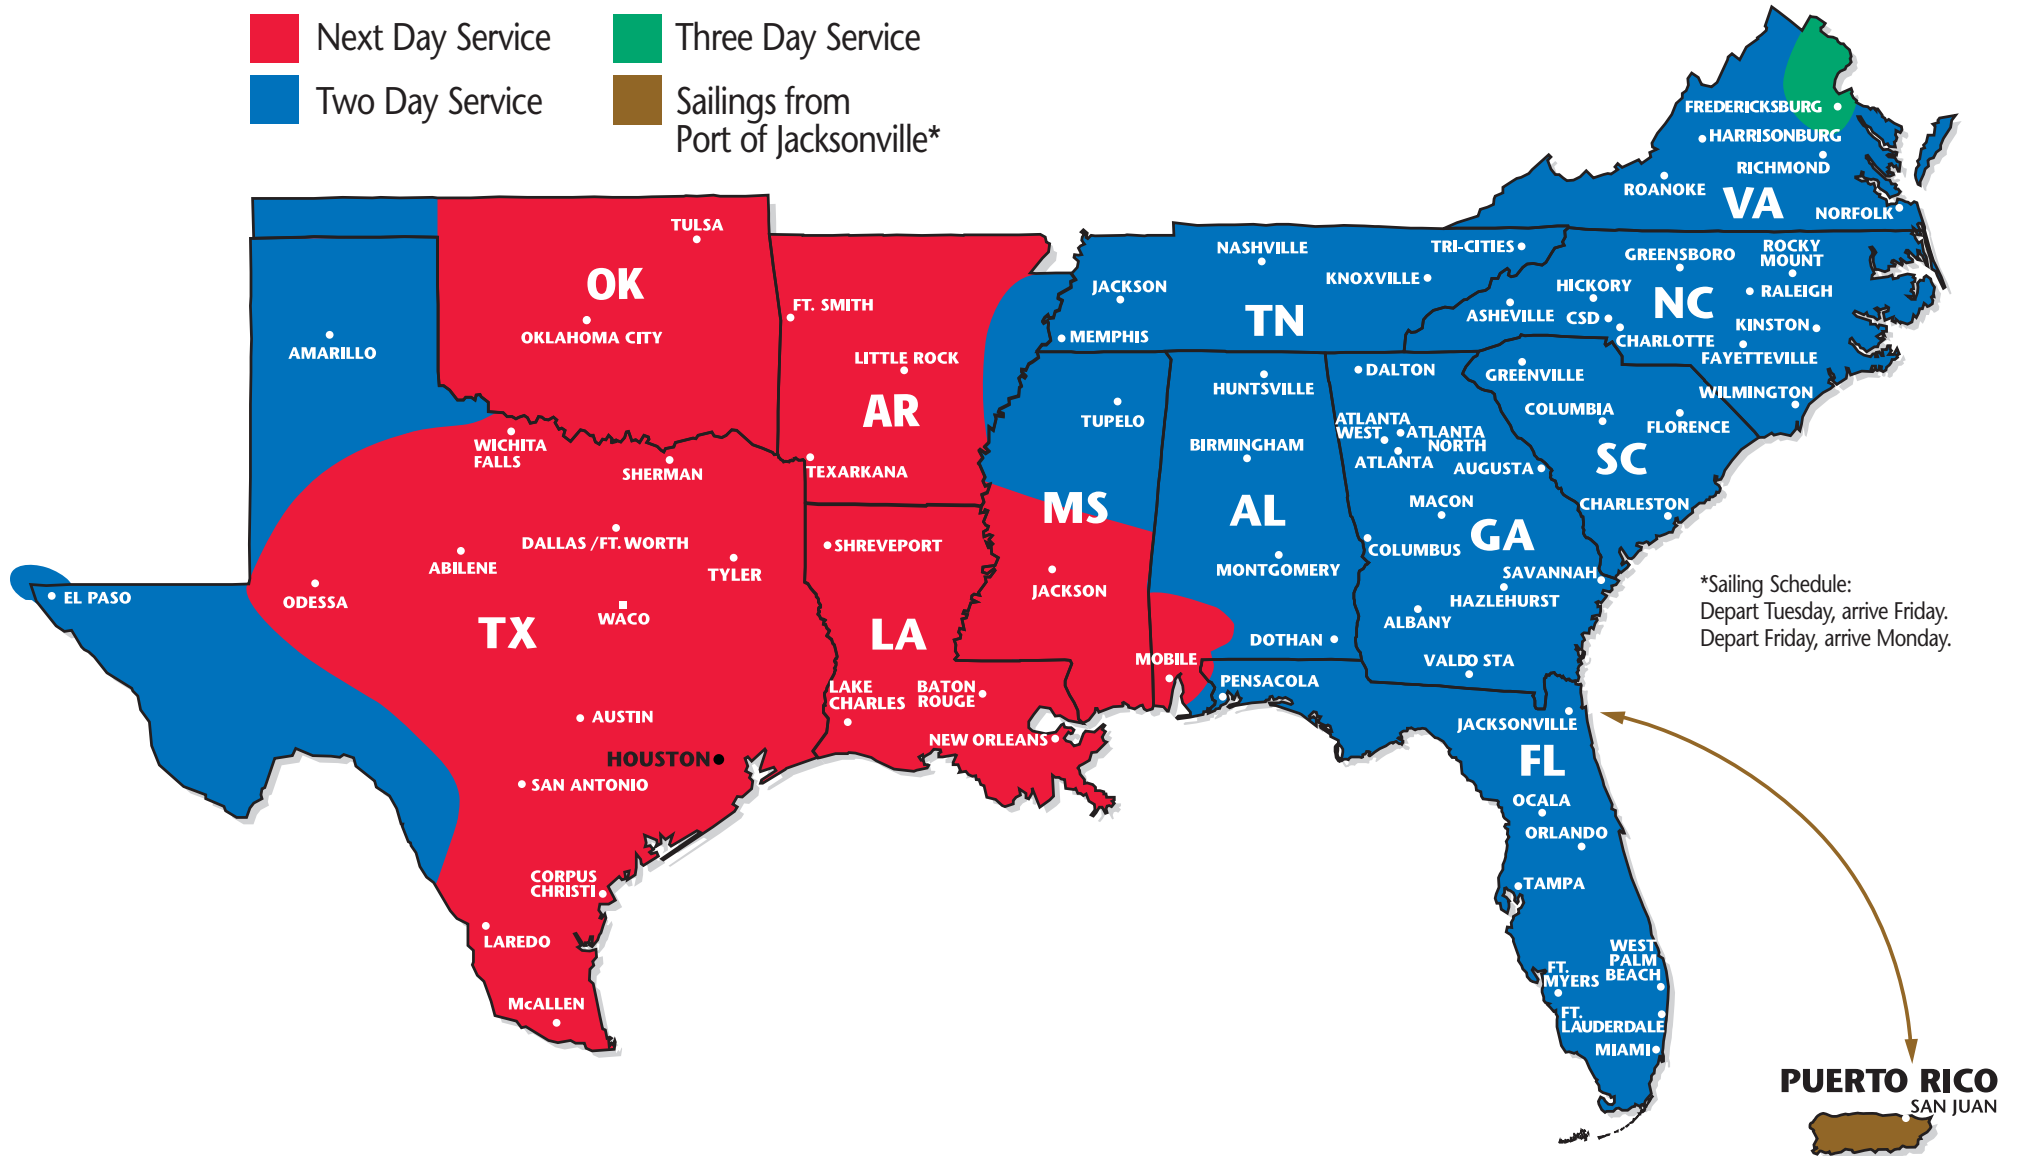 Next Day Service
Three Day Service
Two Day Service
Sailings from
Port of Jacksonville*
FREDERICKSBURG
HARRISONBURG
RICHMOND
ROANOKE
VA
NORFOLK
TULSA
OK
OKLAHOMA CITY
AMARILLO
FT. SMITH
LITTLE ROCK
AR
TEXARKANA
NASHVILLE
TRI-CITIES
KNOXVILLE
JACKSON
TN
MEMPHIS
GREENSBORO
ROCKY
MOUNT
HICKORY
NC
RALEIGH
ASHEVILLE
CSD
KINSTON
CHARLOTTE
FAYETTEVILLE
WILMINGTON
GREENVILLE
COLUMBIA
FLORENCE
SC
CHARLESTON
TUPELO
MS
JACKSON
HUNTSVILLE
BIRMINGHAM
AL
MONTGOMERY
DOTHAN
MOBILE
DALTON
ATLANTA
WEST
ATLANTA
NORTH
ATLANTA
AUGUSTA
MACON
GA
COLUMBUS
SAVANNAH
HAZLEHURST
ALBANY
VALDO STA
WICHITA
FALLS
SHERMAN
DALLAS /FT. WORTH
ABILENE
TYLER
EL PASO
ODESSA
WACO
TX
AUSTIN
HOUSTON
SAN ANTONIO
CORPUS
CHRISTI
LAREDO
McALLEN
SHREVEPORT
LA
LAKE
CHARLES
BATON
ROUGE
NEW ORLEANS
PENSACOLA
JACKSONVILLE
FL
OCALA
ORLANDO
TAMPA
WEST
PALM
BEACH
FT.
MYERS
FT.
LAUDERDALE
MIAMI
*Sailing Schedule:
Depart Tuesday, arrive Friday.
Depart Friday, arrive Monday.
PUERTO RICO
SAN JUAN